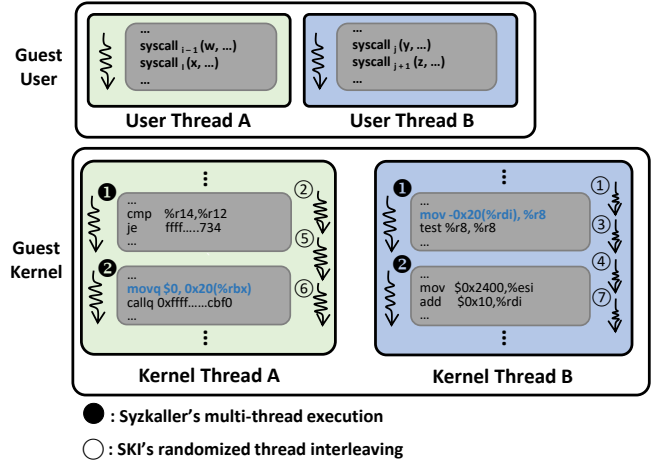 Guest
User
...
syscall i-1 (w, ...)
syscall i (x, ...)
...
User Thread A
...
syscall j (y, ...)
syscall j+1 (z, ...)
...
User Thread B
Guest
Kernel
⋮
❶
...
cmp %r14,%r12
je ffff.....734
②
⑤
❷
...
movq $0, 0x20(%rbx)
callq 0xffff......cbf0
...
⑥
⋮
Kernel Thread A
⋮
❶
...
mov -0x20(%rdi), %r8
test %r8, %r8
①
③
❷
...
mov $0x2400,%esi
add $0x10,%rdi
...
④
⑦
⋮
Kernel Thread B
● : Syzkaller's multi-thread execution
○ : SKI's randomized thread interleaving